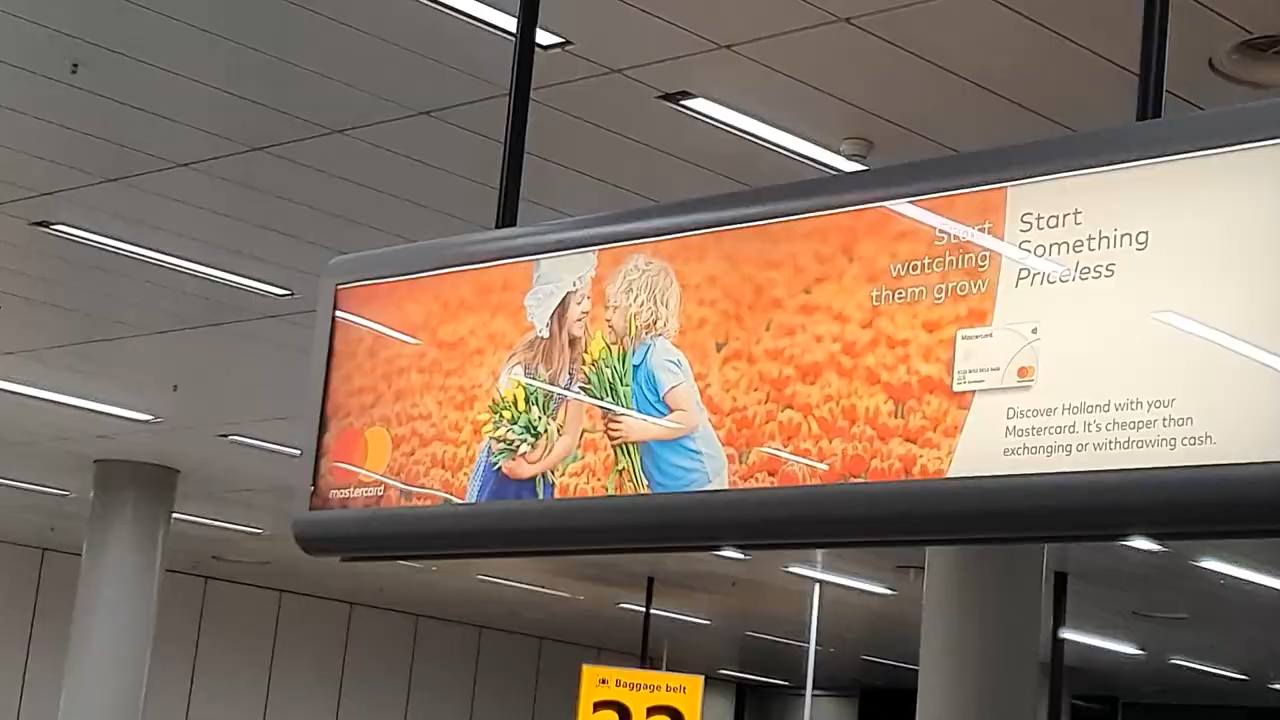 Start
watching
them grow
Start
Something
Priceless
mastercard
Mastercard
Discover Holland with your
Mastercard. It's cheaper than
exchanging or withdrawing cash.
Baggage belt